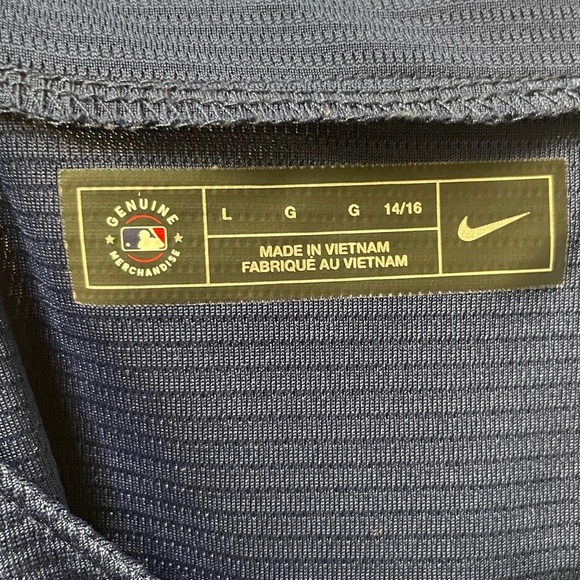 GENUINE
MERCHANDISE
L G G 14/16
MADE IN VIETNAM
FABRIQUÉ AU VIETNAM